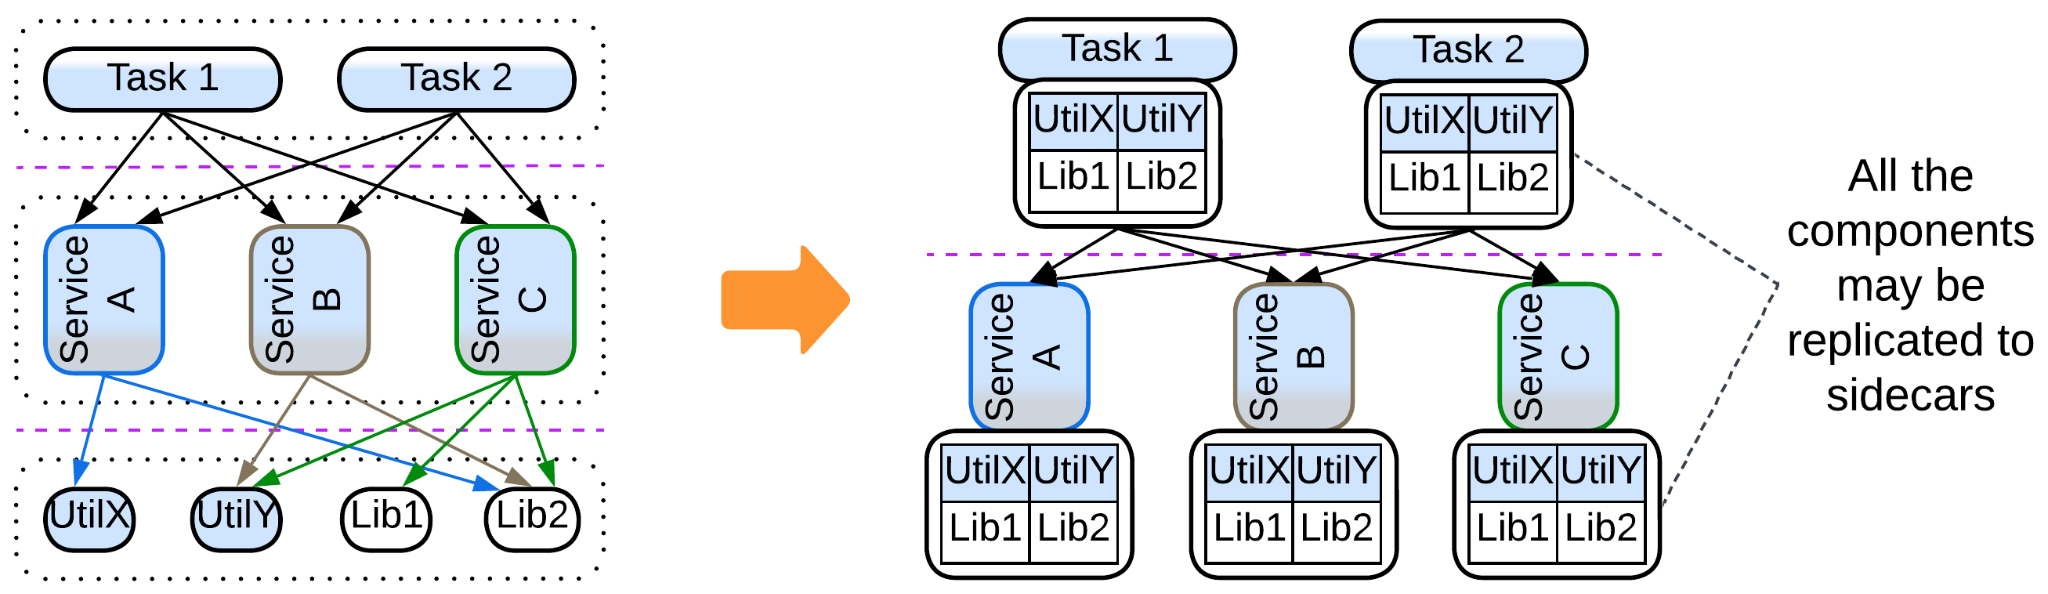 Task 1
Task 2
Service A
Service B
Service C
UtilX
UtilY
Lib1
Lib2
Task 1
UtilX UtilY
Lib1 Lib2
Task 2
UtilX UtilY
Lib1 Lib2
Service A
Service B
Service C
UtilX UtilY
Lib1 Lib2
UtilX UtilY
Lib1 Lib2
UtilX UtilY
Lib1 Lib2
All the
components
may be
replicated to
sidecars